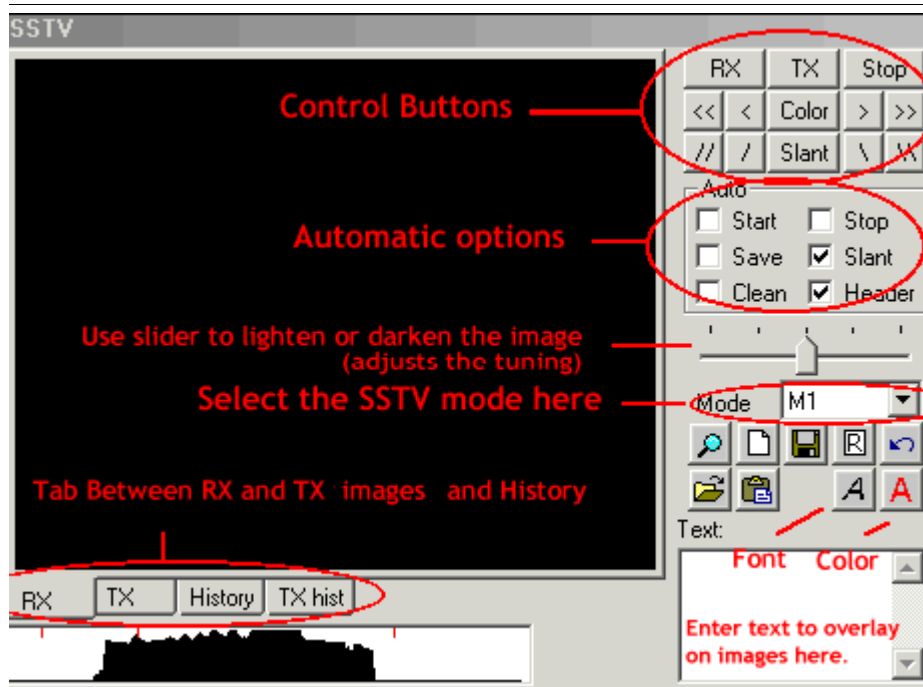 SSTV
RX TX Stop
Control Buttons
<< < Color > >>
// / Slant \ \\
Auto
Start Stop
Automatic options
Save Slant
Clean Header
Use slider to lighten or darken the image
(adjusts the tuning)
Select the SSTV mode here
Mode M1
R
Tab Between RX and TX images and History
A A
Text:
Font Color
RX TX History TX hist
Enter text to overlay
on images here.